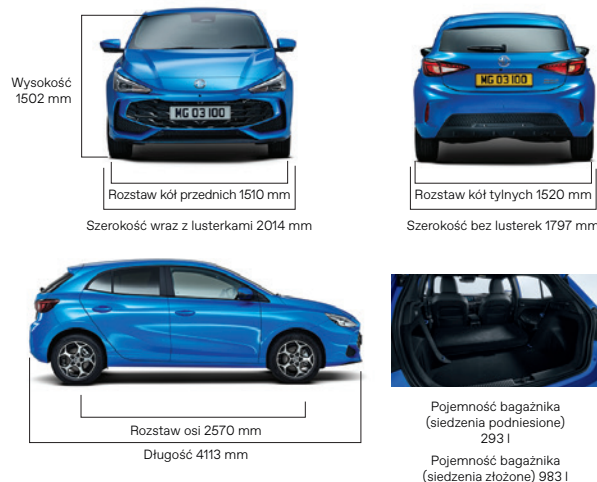 Wysokość
1502 mm
MG 03 100
MG 03 100
Rozstaw kół przednich 1510 mm
Rozstaw kół tylnych 1520 mm
Szerokość wraz z lusterkami 2014 mm
Szerokość bez lusterek 1797 mm
Rozstaw osi 2570 mm
Długość 4113 mm
Pojemność bagażnika
(siedzenia podniesione)
293 l
Pojemność bagażnika
(siedzenia złożone) 983 l